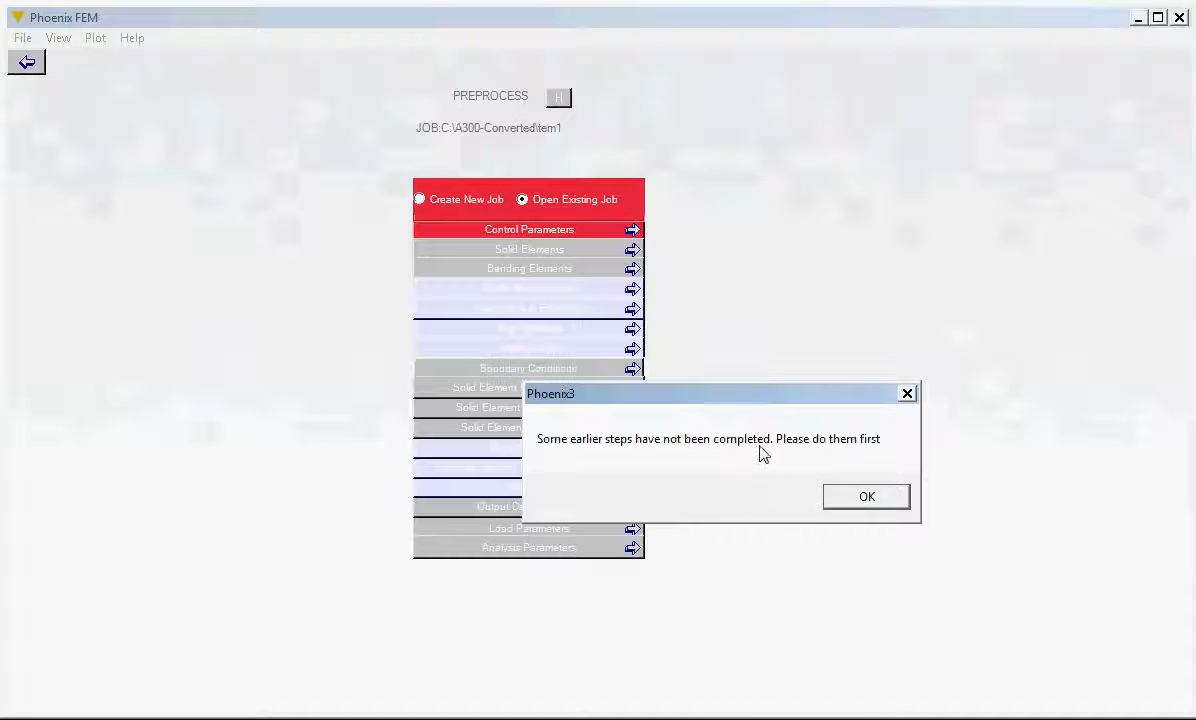 Phoenix FEM
File View Plot Help
PREPROCESS H
JOB:C:\A300-Converted\tem1
Create New Job Open Existing Job
Control Parameters
Solid Elements
Bending Elements
Boundary Conditions
Solid Element
Solid Element
Solid Elemen
Phoenix3
Some earlier steps have not been completed. Please do them first
OK
Output Da
Load Parameters
Analysis Parameters